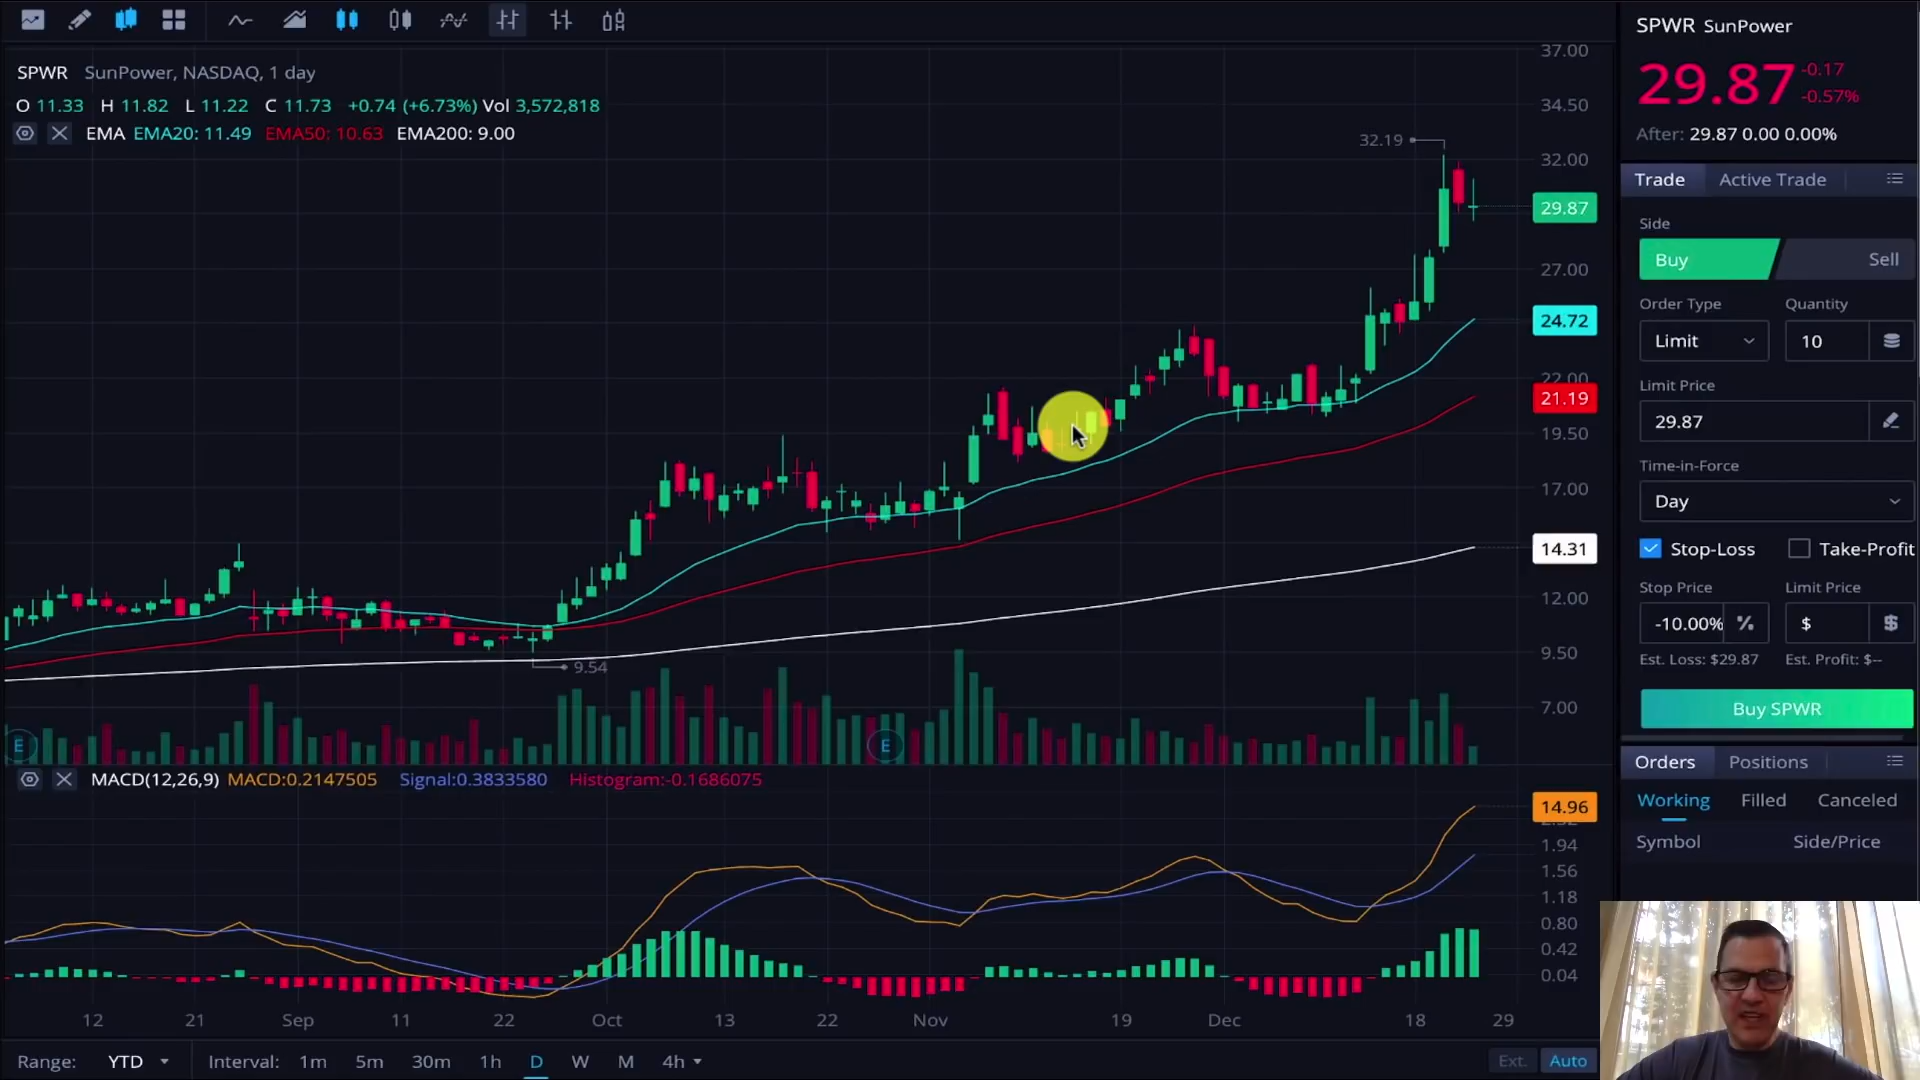 SPWR SunPower, NASDAQ, 1 day
O 11.33 H 11.82 L 11.22 C 11.73 +0.74 (+6.73%) Vol 3,572,818
EMA EMA20: 11.49 EMA50: 10.63 EMA200: 9.00
32.19
9.54
37.00
34.50
32.00
29.87
27.00
24.72
22.00
21.19
19.50
17.00
14.31
12.00
9.50
7.00
E
E
MACD(12,26,9) MACD:0.2147505 Signal:0.3833580 Histogram:-0.1686075
14.96
1.94
1.56
1.18
0.80
0.42
0.04
12 21 Sep 11 22 Oct 13 22 Nov 19 Dec 18 29
Range: YTD Interval: 1m 5m 30m 1h D W M 4h Ext. Auto
SPWR SunPower
29.87 -0.17
-0.57%
After: 29.87 0.00 0.00%
Trade Active Trade
Side
Buy Sell
Order Type Quantity
Limit 10
Limit Price
29.87
Time-in-Force
Day
Stop-Loss Take-Profit
Stop Price Limit Price
-10.00% % $ $
Est. Loss: $29.87 Est. Profit: $--
Buy SPWR
Orders Positions
Working Filled Canceled
Symbol Side/Price